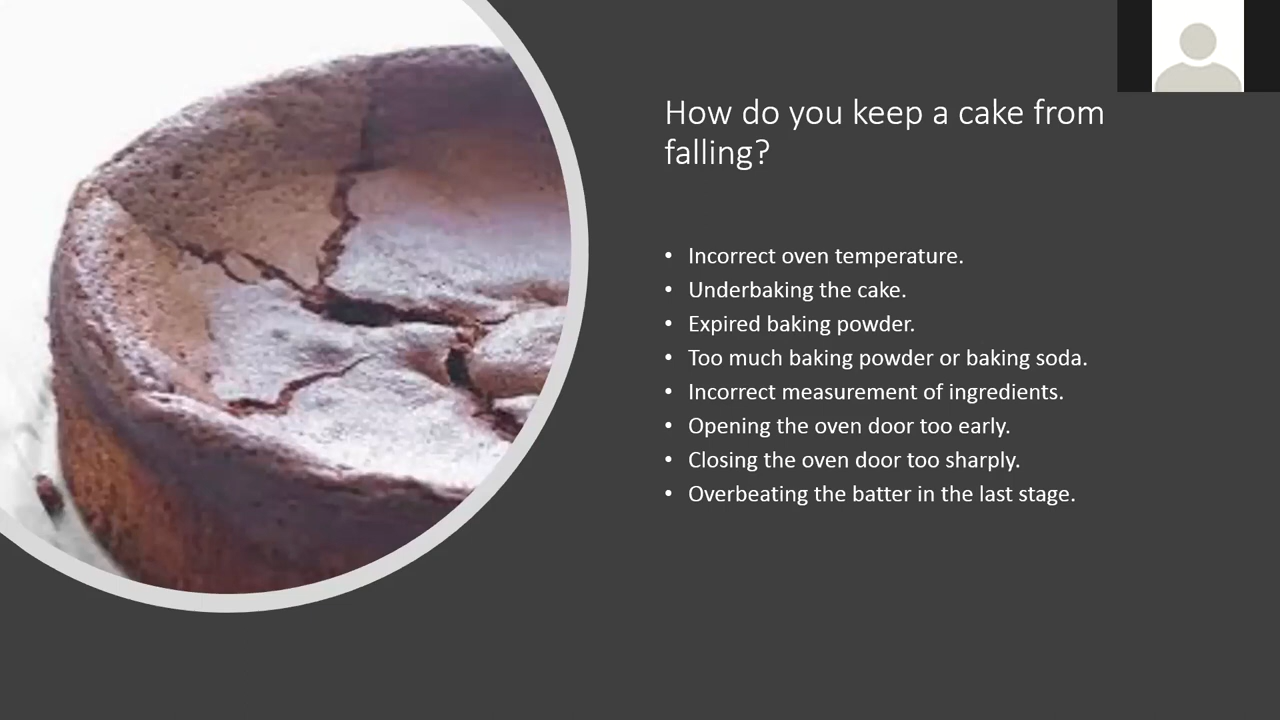 How do you keep a cake from
falling?
• Incorrect oven temperature.
• Underbaking the cake.
• Expired baking powder.
• Too much baking powder or baking soda.
• Incorrect measurement of ingredients.
• Opening the oven door too early.
• Closing the oven door too sharply.
• Overbeating the batter in the last stage.